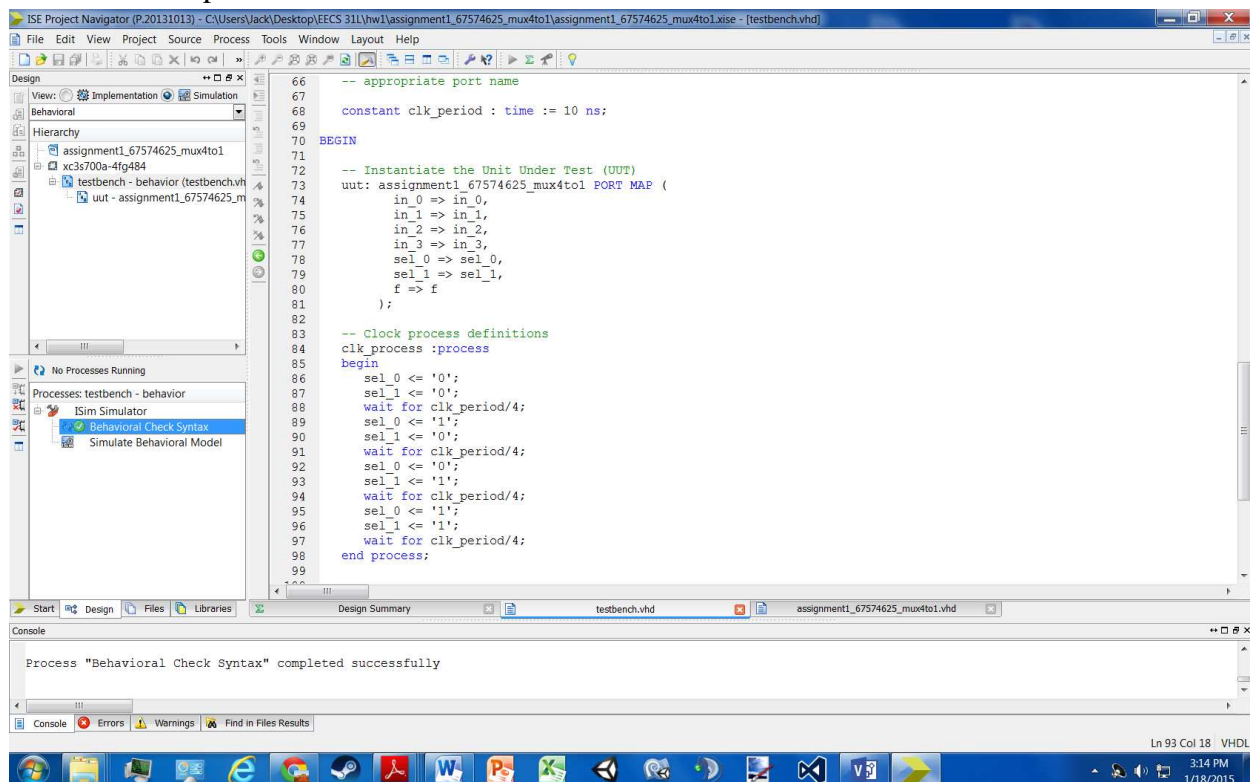 ISE Project Navigator (P.20131013) - C:\Users\Jack\Desktop\EECS 31L\hw1\assignment1_67574625_mux4to1\assignment1_67574625_mux4to1.xise - [testbench.vhd]
File Edit View Project Source Process Tools Window Layout Help
Design
View: Implementation Simulation
Behavioral
Hierarchy
assignment1_67574625_mux4to1
xc3s700a-4fg484
testbench - behavior (testbench.vh
uut - assignment1_67574625_m
No Processes Running
Processes: testbench - behavior
ISim Simulator
Behavioral Check Syntax
Simulate Behavioral Model
66 -- appropriate port name
67
68 constant clk_period : time := 10 ns;
69
70 BEGIN
71
72 -- Instantiate the Unit Under Test (UUT)
73 uut: assignment1_67574625_mux4to1 PORT MAP (
74 in_0 => in_0,
75 in_1 => in_1,
76 in_2 => in_2,
77 in_3 => in_3,
78 sel_0 => sel_0,
79 sel_1 => sel_1,
80 f => f
81 );
82
83 -- Clock process definitions
84 clk_process :process
85 begin
86 sel_0 <= '0';
87 sel_1 <= '0';
88 wait for clk_period/4;
89 sel_0 <= '1';
90 sel_1 <= '0';
91 wait for clk_period/4;
92 sel_0 <= '0';
93 sel_1 <= '1';
94 wait for clk_period/4;
95 sel_0 <= '1';
96 sel_1 <= '1';
97 wait for clk_period/4;
98 end process;
99
Start Design Files Libraries
Design Summary testbench.vhd assignment1_67574625_mux4to1.vhd
Console
Process "Behavioral Check Syntax" completed successfully
Console Errors Warnings Find in Files Results
Ln 93 Col 18 VHDL
3:14 PM
1/18/2015